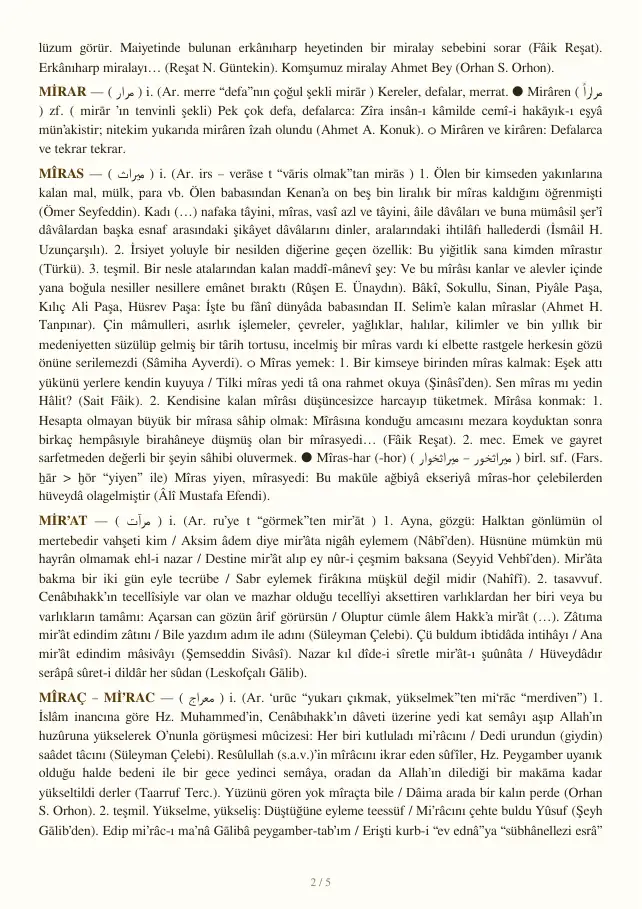 lüzum görür. Maiyetinde bulunan erkânıharp heyetinden bir miralay sebebini sorar (Fâik Reşat).
Erkânıharp miralayı… (Reşat N. Güntekin). Komşumuz miralay Ahmet Bey (Orhan S. Orhon).
MİRAR — ( مرار ) i. (Ar. merre “defa”nın çoğul şekli mirār ) Kereler, defalar, merrat. ● Mirâren ( مراراً
) zf. ( mirār ’ın tenvinli şekli) Pek çok defa, defalarca: Zîra insân-ı kâmilde cemî-i hakāyık-ı eşyâ
mün’akistir; nitekim yukarıda mirâren îzah olundu (Ahmet A. Konuk). ○ Mirâren ve kirâren: Defalarca
ve tekrar tekrar.
MÎRAS — ( ميراث ) i. (Ar. irs – verāse t “vâris olmak”tan mirās ) 1. Ölen bir kimseden yakınlarına
kalan mal, mülk, para vb. Ölen babasından Kenan’a on beş bin liralık bir mîras kaldığını öğrenmişti
(Ömer Seyfeddin). Kadı (…) nafaka tâyini, mîras, vasî azl ve tâyini, âile dâvâları ve buna mümâsil şer’î
dâvâlardan başka esnaf arasındaki şikâyet dâvâlarını dinler, aralarındaki ihtilâfı hallederdi (İsmâil H.
Uzunçarşılı). 2. İrsiyet yoluyle bir nesilden diğerine geçen özellik: Bu yiğitlik sana kimden mîrastır
(Türkü). 3. teşmil. Bir nesle atalarından kalan maddî-mânevî şey: Ve bu mîrâsı kanlar ve alevler içinde
yana boğula nesiller nesillere emânet bıraktı (Rûşen E. Ünaydın). Bâkî, Sokullu, Sinan, Piyâle Paşa,
Kılıç Ali Paşa, Hüsrev Paşa: İşte bu fânî dünyâda babasından II. Selim’e kalan mîraslar (Ahmet H.
Tanpınar). Çin mâmulleri, asırlık işlemeler, çevreler, yağlıklar, halılar, kilimler ve bin yıllık bir
medeniyetten süzülüp gelmiş bir târih tortusu, incelmiş bir mîras vardı ki elbette rastgele herkesin gözü
önüne serilemezdi (Sâmiha Ayverdi). ○ Mîras yemek: 1. Bir kimseye birinden mîras kalmak: Eşek attı
yükünü yerlere kendin kuyuya / Tilki mîras yedi tâ ona rahmet okuya (Şinâsî’den). Sen mîras mı yedin
Hâlit? (Sait Fâik). 2. Kendisine kalan mîrâsı düşüncesizce harcayıp tüketmek. Mîrâsa konmak: 1.
Hesapta olmayan büyük bir mîrasa sâhip olmak: Mîrâsına konduğu amcasını mezara koyduktan sonra
birkaç hempâsıyle birahâneye düşmüş olan bir mîrasyedi… (Fâik Reşat). 2. mec. Emek ve gayret
sarfetmeden değerli bir şeyin sâhibi oluvermek. ● Mîras-har (-hor) ( ميراثخور – ميراثخوار ) birl. sıf. (Fars.
ḫār > ḫōr “yiyen” ile) Mîras yiyen, mîrasyedi: Bu makūle ağbiyâ ekseriyâ mîras-hor çelebilerden
hüveydâ olagelmiştir (Âlî Mustafa Efendi).
MİR’AT — ( مرآت ) i. (Ar. ru’ye t “görmek”ten mir’āt ) 1. Ayna, gözgü: Halktan gönlümün ol
mertebedir vahşeti kim / Aksim âdem diye mir’âta nigâh eylemem (Nâbî’den). Hüsnüne mümkün mü
hayrân olmamak ehl-i nazar / Destine mir’ât alıp ey nûr-i çeşmim baksana (Seyyid Vehbî’den). Mir’âta
bakma bir iki gün eyle tecrübe / Sabr eylemek firâkına müşkül değil midir (Nahîfî). 2. tasavvuf.
Cenâbıhakk’ın tecellîsiyle var olan ve mazhar olduğu tecellîyi aksettiren varlıklardan her biri veya bu
varlıkların tamâmı: Açarsan can gözün ârif görürsün / Oluptur cümle âlem Hakk’a mir’ât (…). Zâtıma
mir’ât edindim zâtını / Bile yazdım adım ile adını (Süleyman Çelebi). Çü buldum ibtidâda intihâyı / Ana
mir’ât edindim mâsivâyı (Şemseddin Sivâsî). Nazar kıl dîde-i sîretle mir’ât-ı şuûnâta / Hüveydâdır
serâpâ sûret-i dildâr her sûdan (Leskofçalı Gālib).
MÎRAÇ – Mİ’RAC — ( معراج ) i. (Ar. ‘urūc “yukarı çıkmak, yükselmek”ten mi‘rāc “merdiven”) 1.
İslâm inancına göre Hz. Muhammed’in, Cenâbıhakk’ın dâveti üzerine yedi kat semâyı aşıp Allah’ın
huzûruna yükselerek O’nunla görüşmesi mûcizesi: Her biri kutluladı mi’râcını / Dedi urundun (giydin)
saâdet tâcını (Süleyman Çelebi). Resûlullah (s.a.v.)’in mîrâcını ikrar eden sûfîler, Hz. Peygamber uyanık
olduğu halde bedeni ile bir gece yedinci semâya, oradan da Allah’ın dilediği bir makāma kadar
yükseltildi derler (Taarruf Terc.). Yüzünü gören yok mîraçta bile / Dâima arada bir kalın perde (Orhan
S. Orhon). 2. teşmil. Yükselme, yükseliş: Düştüğüne eyleme teessüf / Mi’râcını çehte buldu Yûsuf (Şeyh
Gālib’den). Edip mi’râc-ı ma’nâ Gālibâ peygamber-tab’ım / Erişti kurb-i “ev ednâ”ya “sübhânellezi esrâ”
2 / 5